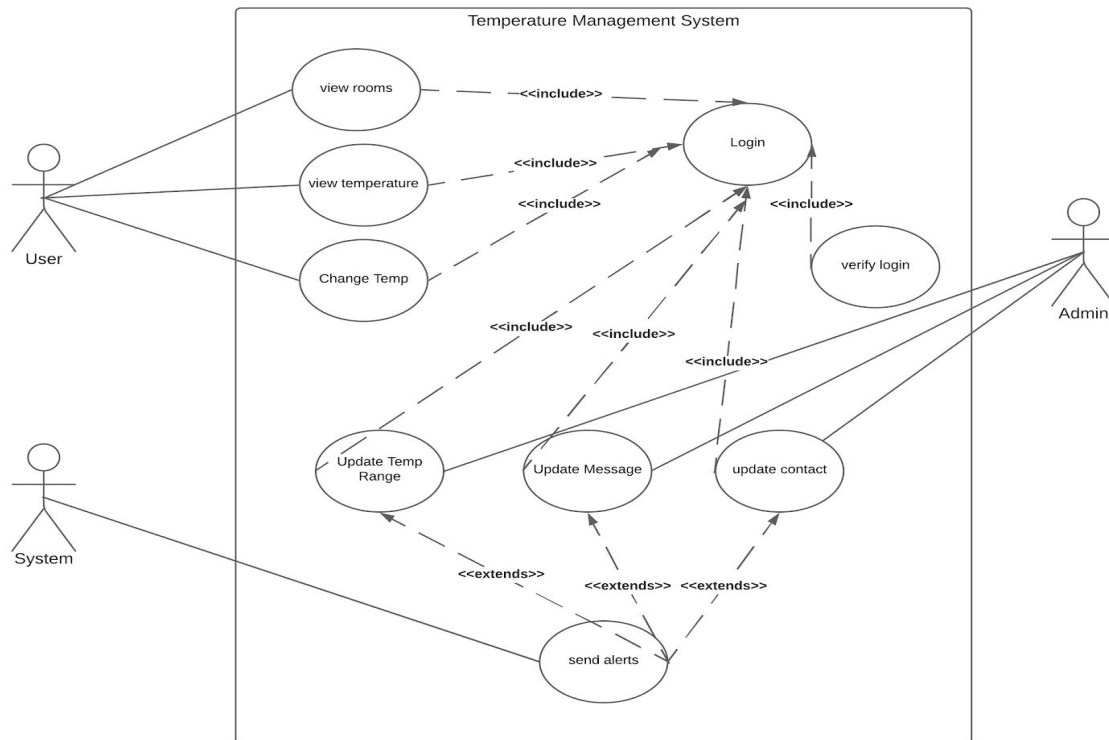 Temperature Management System
view rooms
<<include>>
Login
view temperature
<<include>>
<<include>>
<<include>>
User
Change Temp
verify login
Admin
<<include>>
<<include>>
<<include>>
Update Temp
Range
Update Message
update contact
System
<<extends>>
<<extends>>
<<extends>>
send alerts